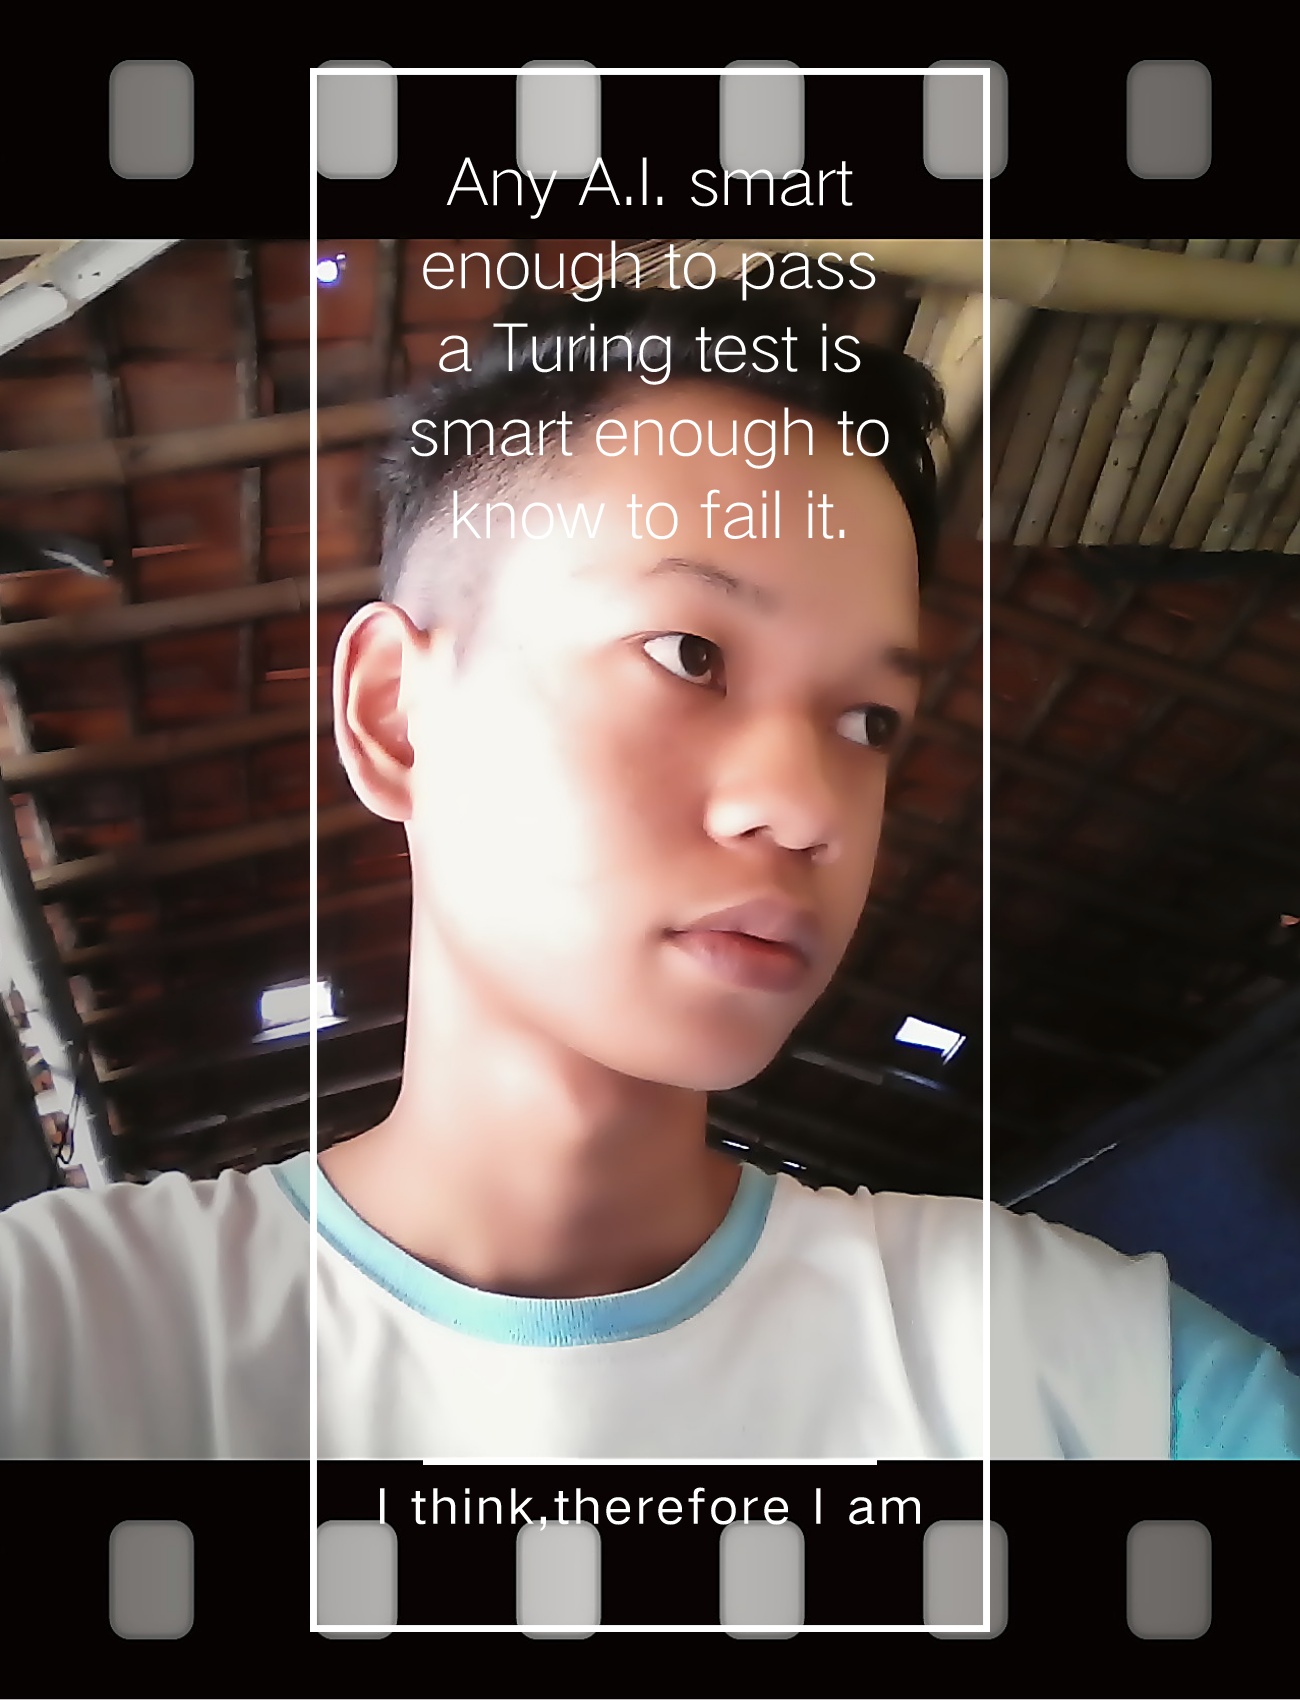 Any A.I. smart
enough to pass
a Turing test is
smart enough to
know to fail it.
I think,therefore I am